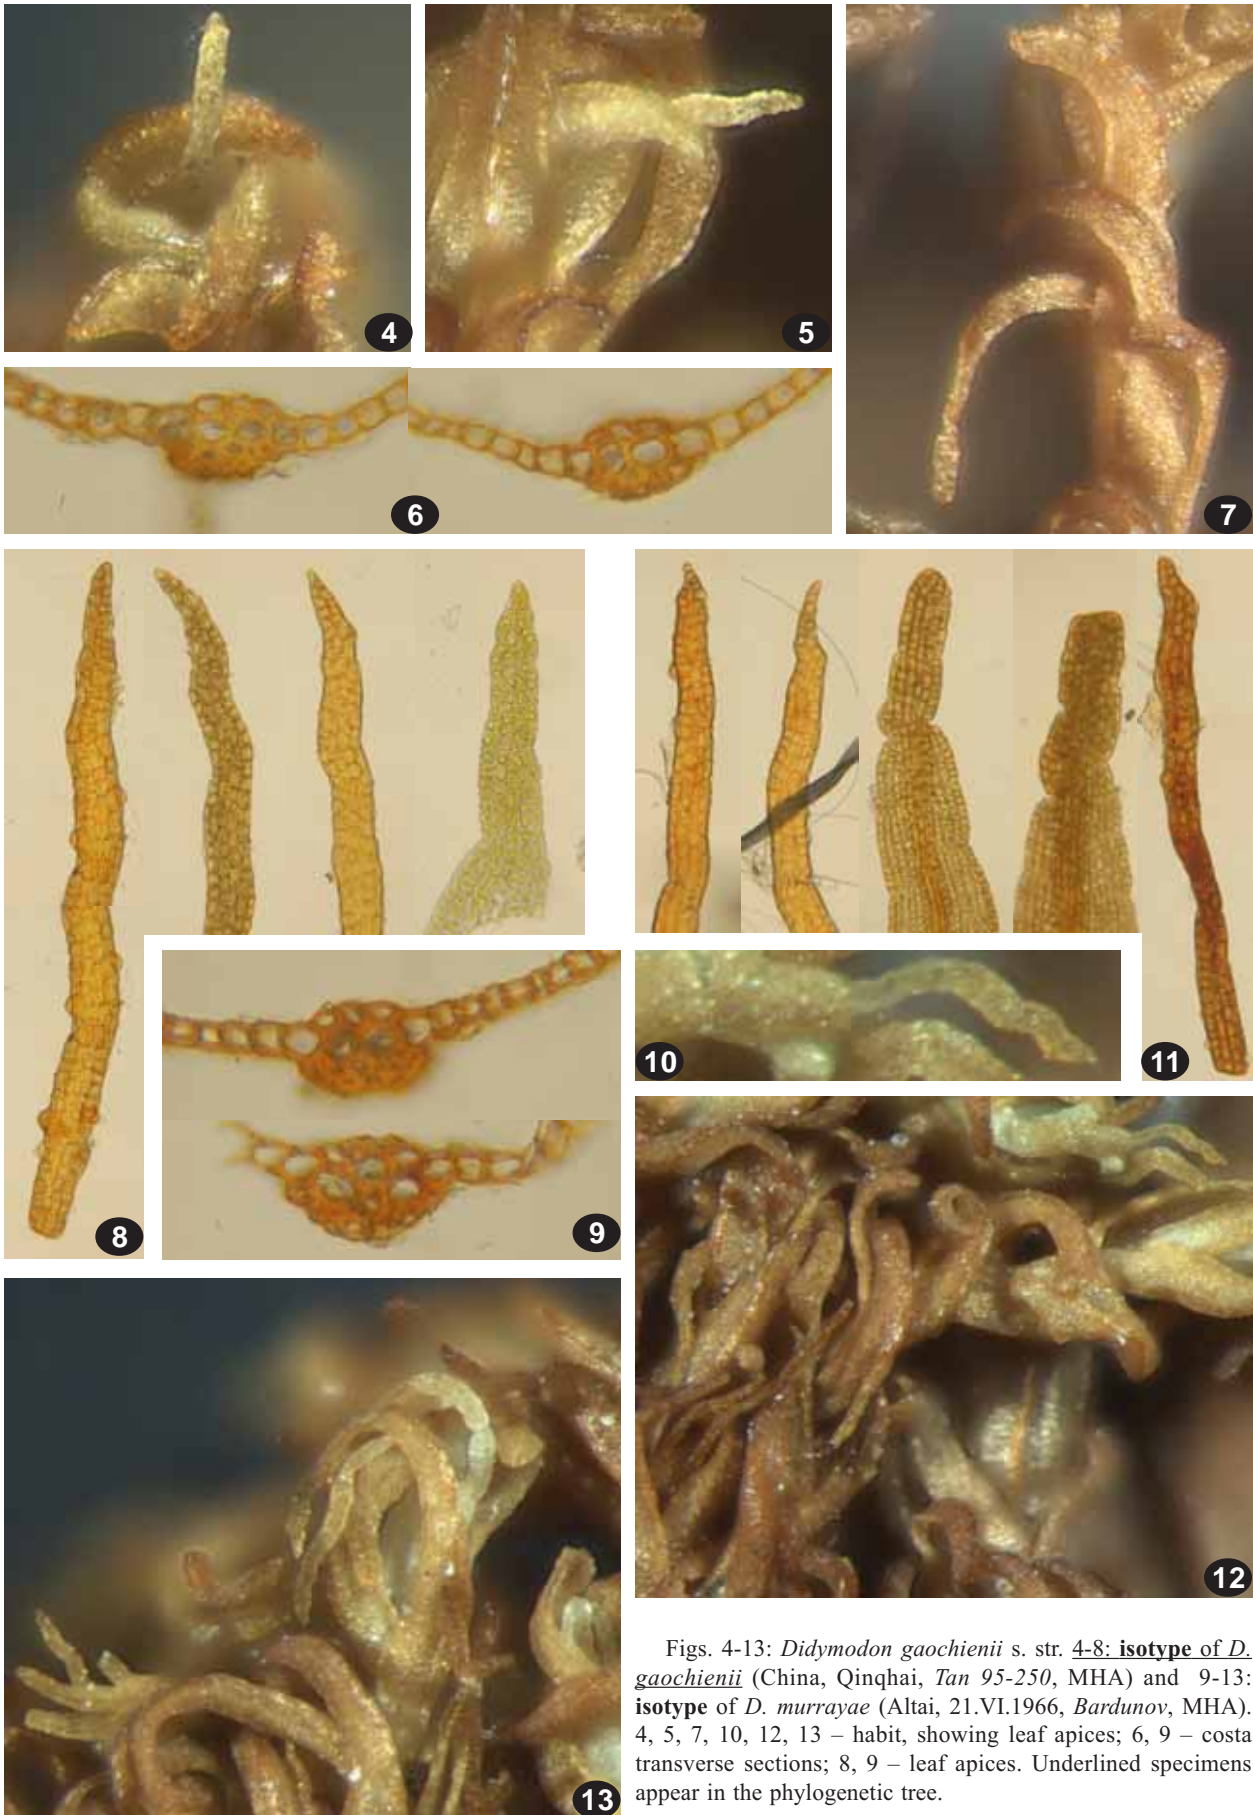 4
5
7
6
8
9
10
11
12
13
Figs. 4-13: Didymodon gaochienii s. str. 4-8: isotype of D.
gaochienii (China, Qinqhai, Tan 95-250, MHA) and 9-13:
isotype of D. murrayae (Altai, 21.VI.1966, Bardunov, MHA).
4, 5, 7, 10, 12, 13 – habit, showing leaf apices; 6, 9 – costa
transverse sections; 8, 9 – leaf apices. Underlined specimens
appear in the phylogenetic tree.